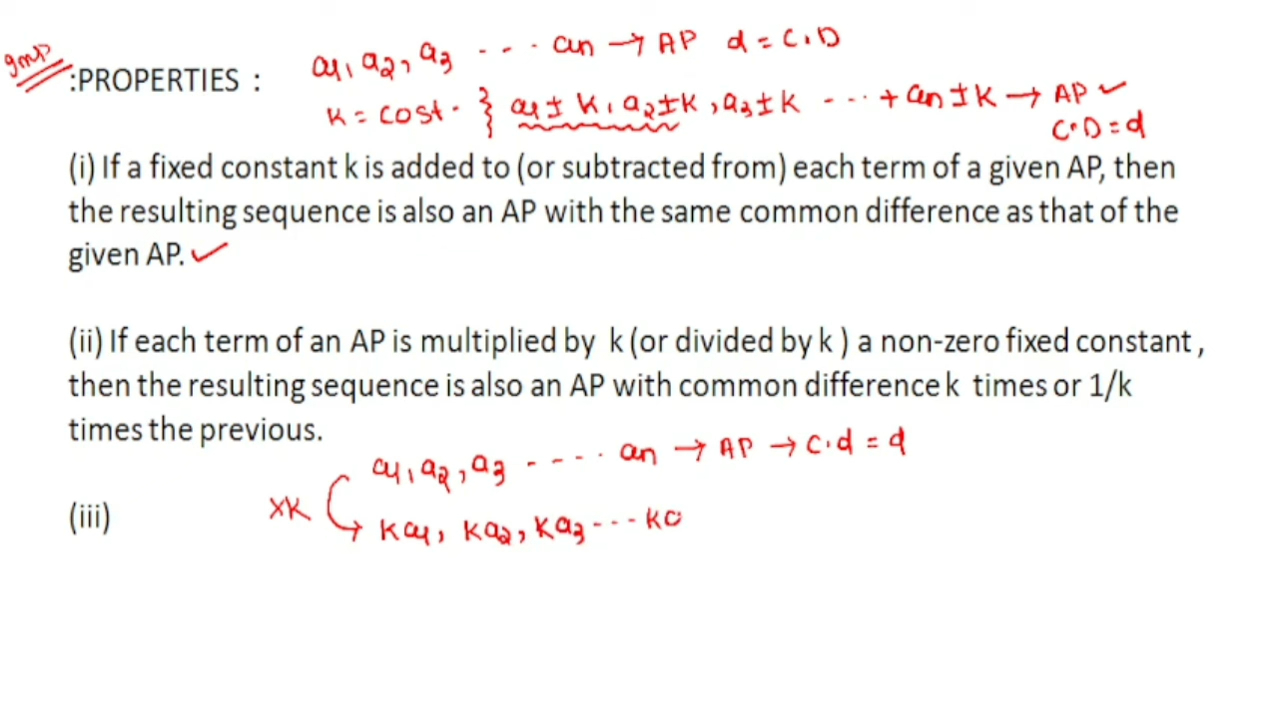 Imp
a1, a2, a3 --- an → AP d = C.D
:PROPERTIES :
K = cost. } a1 ± K, a2 ± K, a3 ± K --- + an ± K → AP ✓
C.D = d
(i) If a fixed constant k is added to (or subtracted from) each term of a given AP, then
the resulting sequence is also an AP with the same common difference as that of the
given AP. ✓
(ii) If each term of an AP is multiplied by k (or divided by k ) a non-zero fixed constant ,
then the resulting sequence is also an AP with common difference k times or 1/k
times the previous.
a1, a2, a3 ---- an → AP → C.d = d
(iii) xK
Ka1, Ka2, Ka3 --- Ka